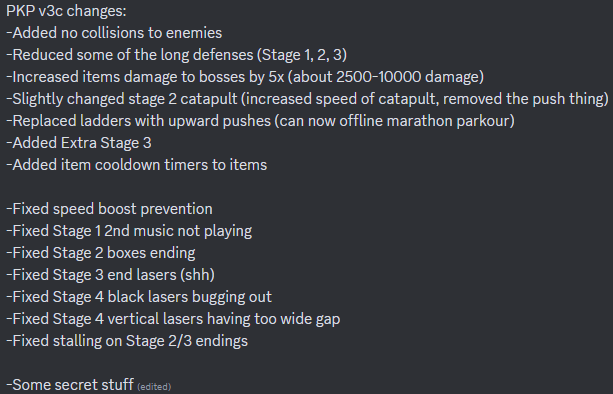 PKP v3c changes:
-Added no collisions to enemies
-Reduced some of the long defenses (Stage 1, 2, 3)
-Increased items damage to bosses by 5x (about 2500-10000 damage)
-Slightly changed stage 2 catapult (increased speed of catapult, removed the push thing)
-Replaced ladders with upward pushes (can now offline marathon parkour)
-Added Extra Stage 3
-Added item cooldown timers to items
-Fixed speed boost prevention
-Fixed Stage 1 2nd music not playing
-Fixed Stage 2 boxes ending
-Fixed Stage 3 end lasers (shh)
-Fixed Stage 4 black lasers bugging out
-Fixed Stage 4 vertical lasers having too wide gap
-Fixed stalling on Stage 2/3 endings
-Some secret stuff (edited)